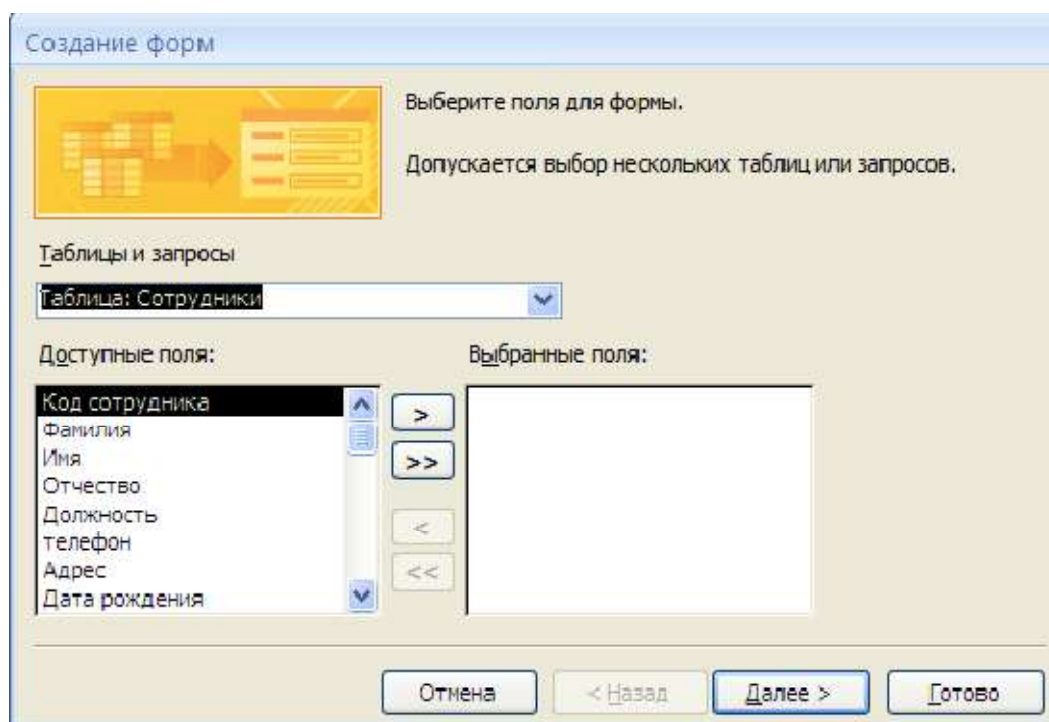 Создание форм
Выберите поля для формы.
Допускается выбор нескольких таблиц или запросов.
Таблицы и запросы
Таблица: Сотрудники
Доступные поля:
Выбранные поля:
Код сотрудника
Фамилия
Имя
Отчество
Должность
телефон
Адрес
Дата рождения
>
>>
<
<<
Отмена
< Назад
Далее >
Готово